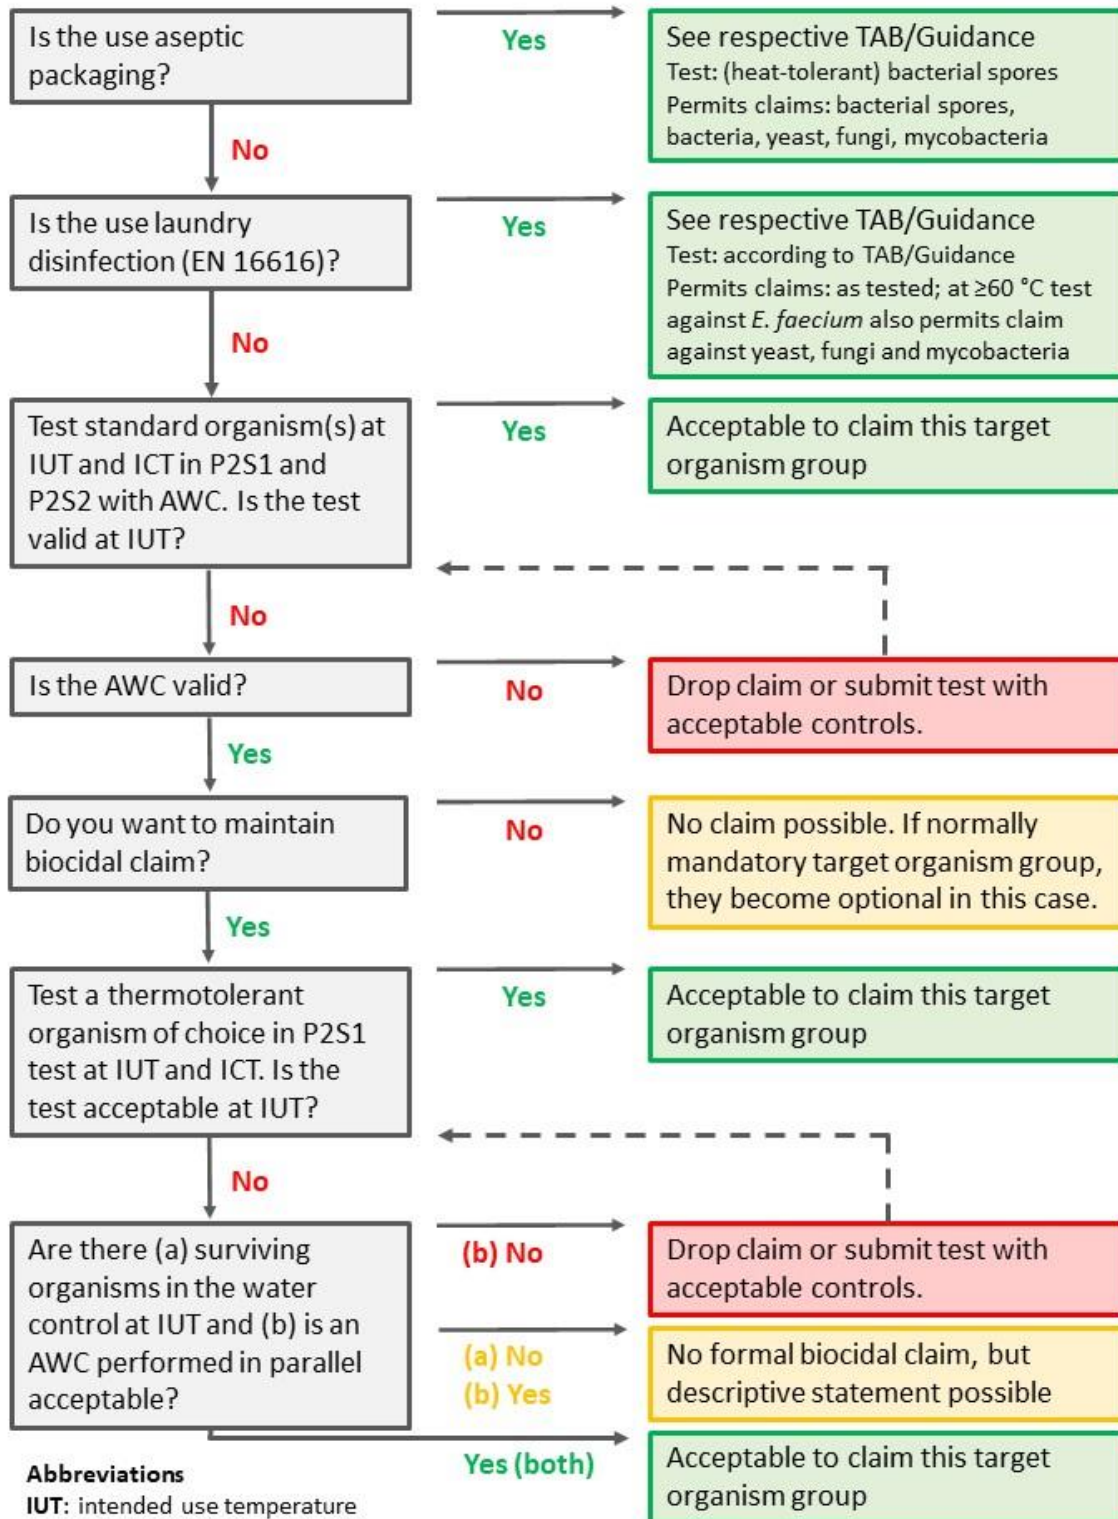 Is the use aseptic
packaging?
Yes
See respective TAB/Guidance
Test: (heat-tolerant) bacterial spores
Permits claims: bacterial spores,
bacteria, yeast, fungi, mycobacteria
No
Is the use laundry
disinfection (EN 16616)?
Yes
See respective TAB/Guidance
Test: according to TAB/Guidance
Permits claims: as tested; at ≥60 °C test
against E. faecium also permits claim
against yeast, fungi and mycobacteria
No
Test standard organism(s) at
IUT and ICT in P2S1 and
P2S2 with AWC. Is the test
valid at IUT?
Yes
Acceptable to claim this target
organism group
No
Is the AWC valid?
No
Drop claim or submit test with
acceptable controls.
Yes
Do you want to maintain
biocidal claim?
No
No claim possible. If normally
mandatory target organism group,
they become optional in this case.
Yes
Test a thermotolerant
organism of choice in P2S1
test at IUT and ICT. Is the
test acceptable at IUT?
Yes
Acceptable to claim this target
organism group
No
Are there (a) surviving
organisms in the water
control at IUT and (b) is an
AWC performed in parallel
acceptable?
(b) No
Drop claim or submit test with
acceptable controls.
(a) No
(b) Yes
No formal biocidal claim, but
descriptive statement possible
Yes (both)
Acceptable to claim this target
organism group
Abbreviations
IUT: intended use temperature